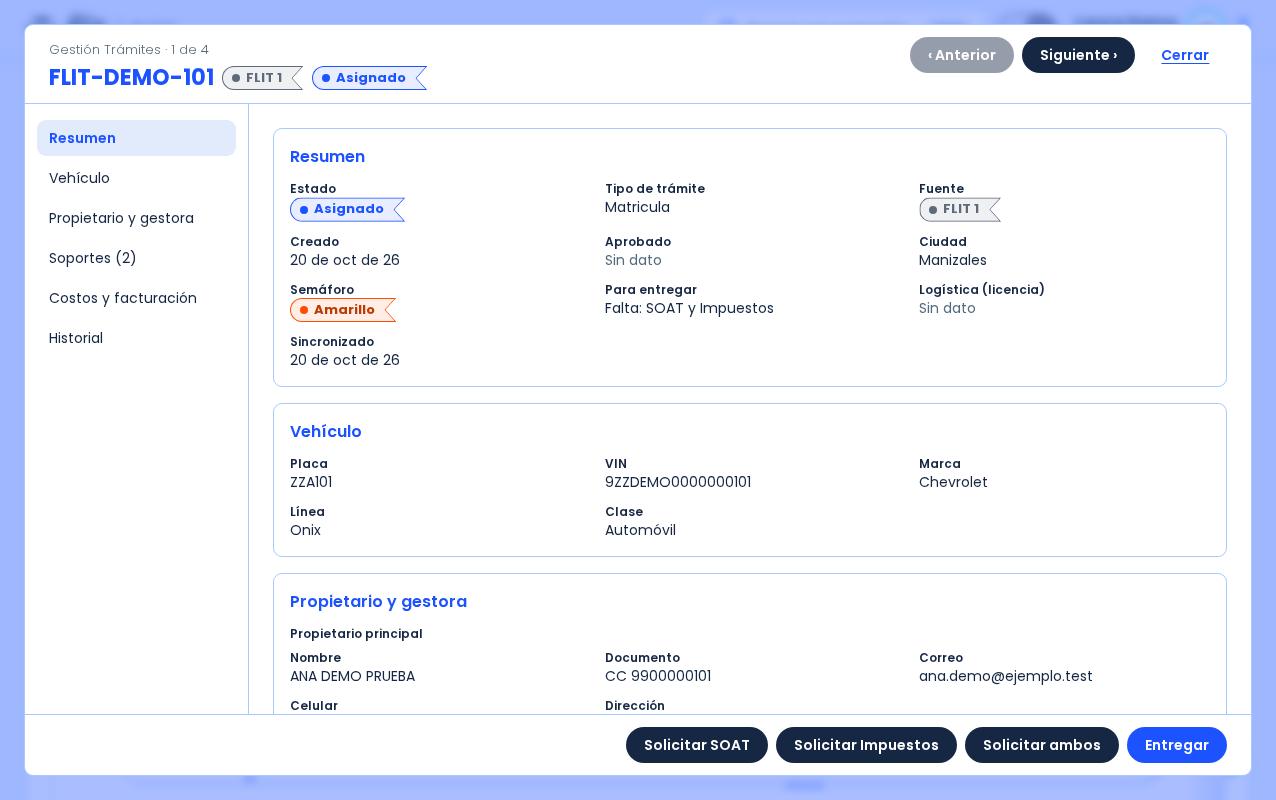 Gestión Trámites · 1 de 4
FLIT-DEMO-101 FLIT 1 Asignado
‹ Anterior Siguiente › Cerrar
Resumen
Vehículo
Propietario y gestora
Soportes (2)
Costos y facturación
Historial
Resumen
Estado Tipo de trámite Fuente
Asignado Matricula FLIT 1
Creado Aprobado Ciudad
20 de oct de 26 Sin dato Manizales
Semáforo Para entregar Logística (licencia)
Amarillo Falta: SOAT y Impuestos Sin dato
Sincronizado
20 de oct de 26
Vehículo
Placa VIN Marca
ZZA101 9ZZDEMO0000000101 Chevrolet
Línea Clase
Onix Automóvil
Propietario y gestora
Propietario principal
Nombre Documento Correo
ANA DEMO PRUEBA CC 9900000101 ana.demo@ejemplo.test
Celular Dirección
Solicitar SOAT Solicitar Impuestos Solicitar ambos Entregar